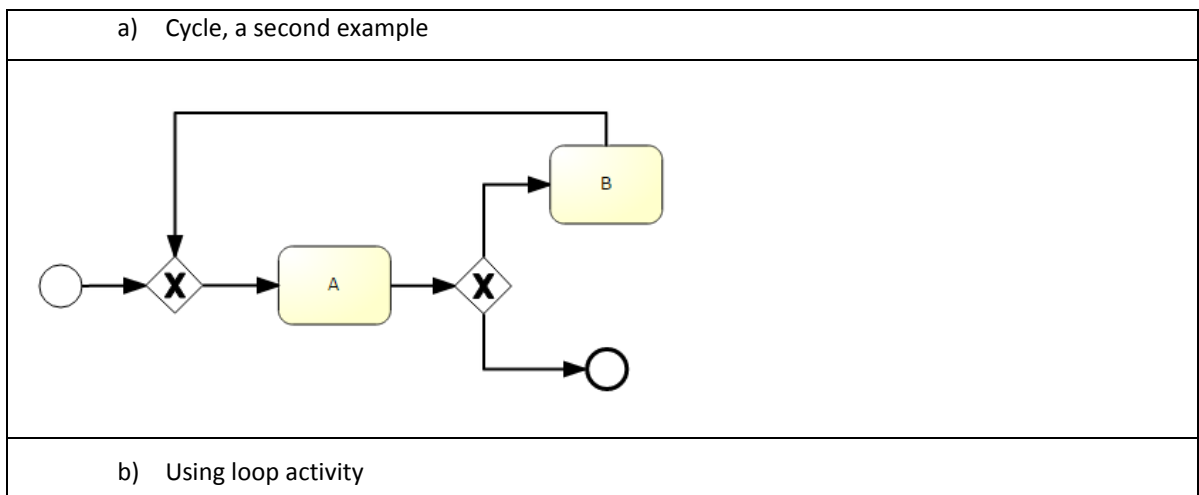 a) Cycle, a second example
B
X
A
X
b) Using loop activity